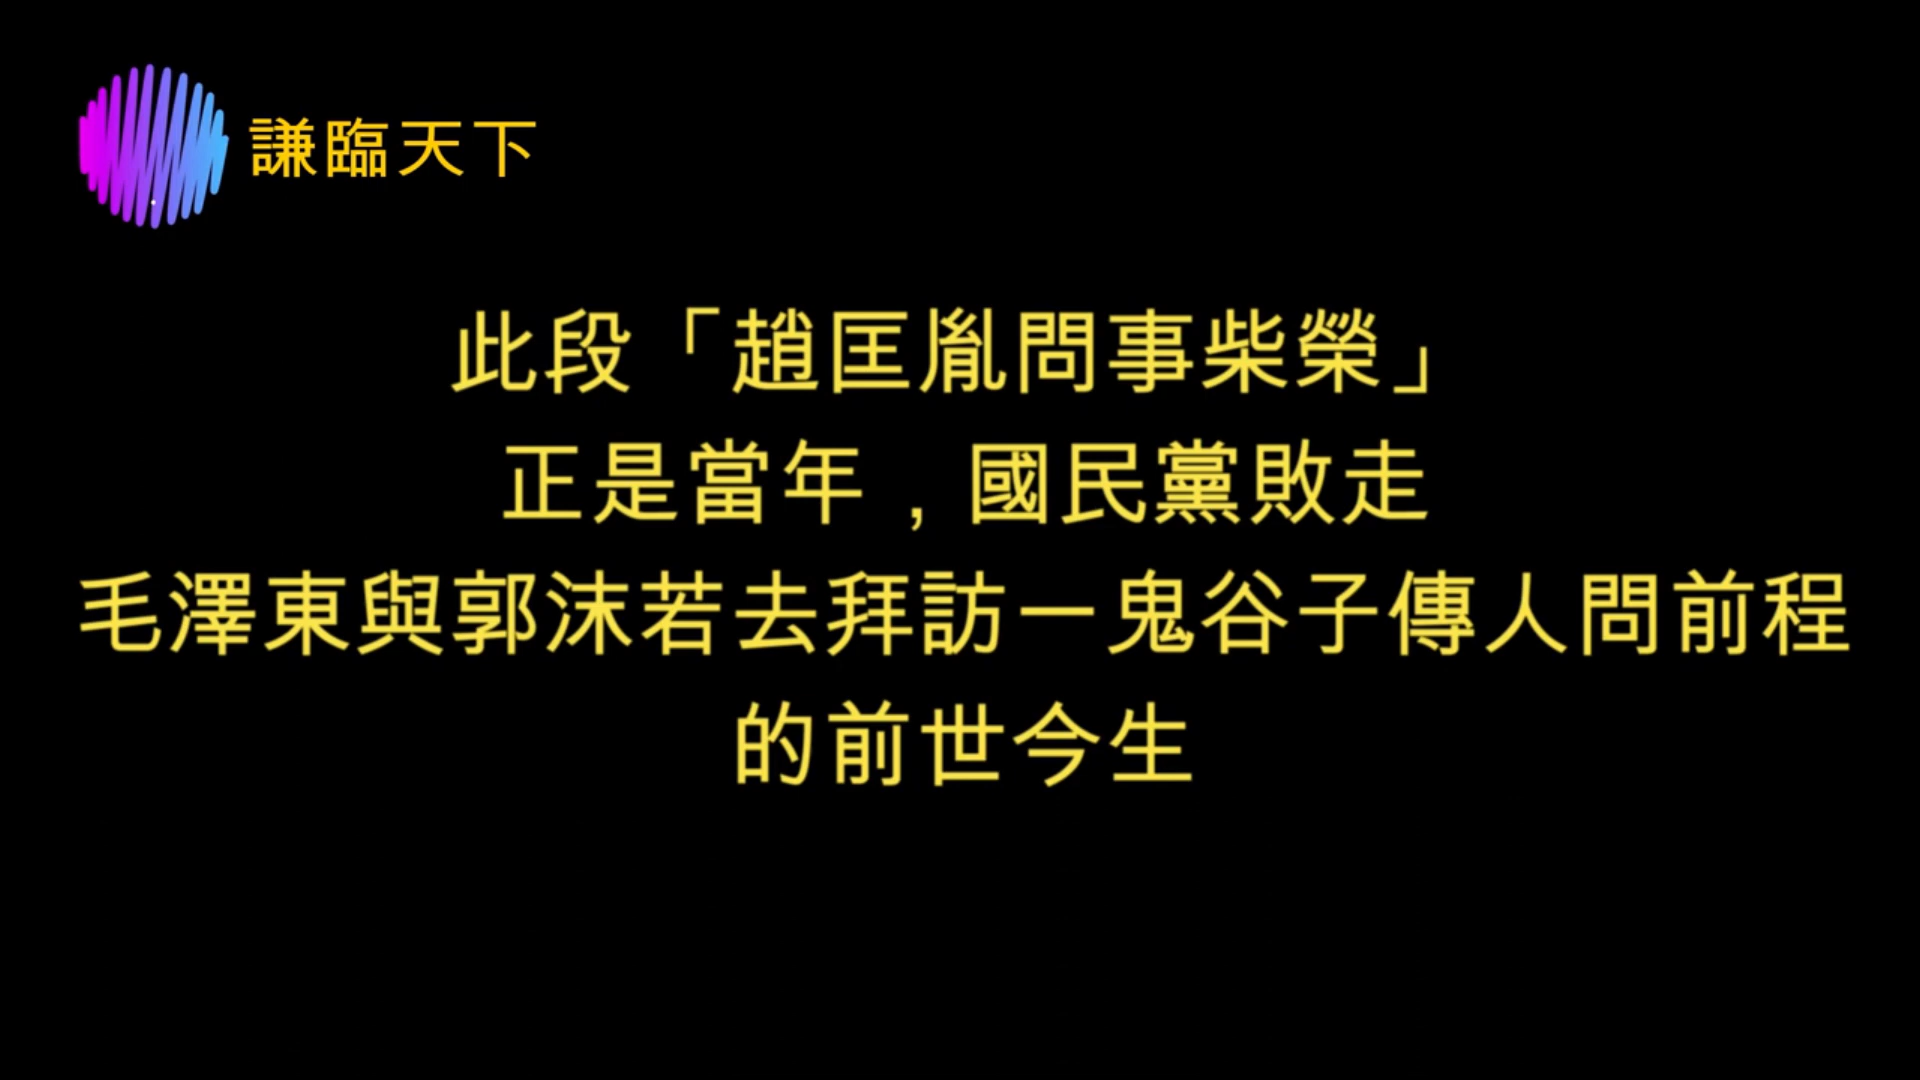 謙臨天下
此段「趙匡胤問事柴榮」
正是當年，國民黨敗走
毛澤東與郭沫若去拜訪一鬼谷子傳人問前程
的前世今生